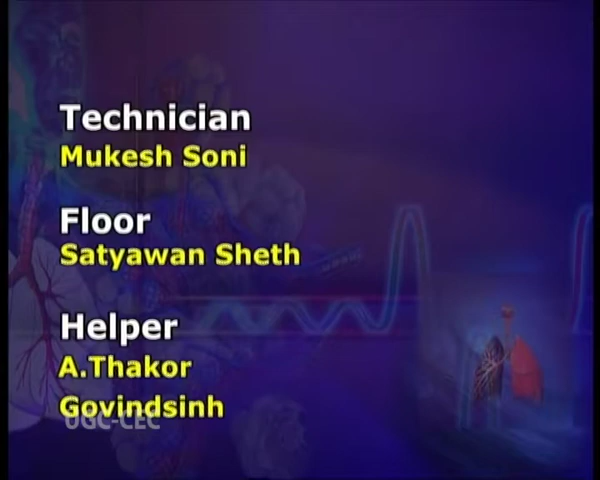 Technician
Mukesh Soni
Floor
Satyawan Sheth
Helper
A.Thakor
Govindsinh
UGC-CEC